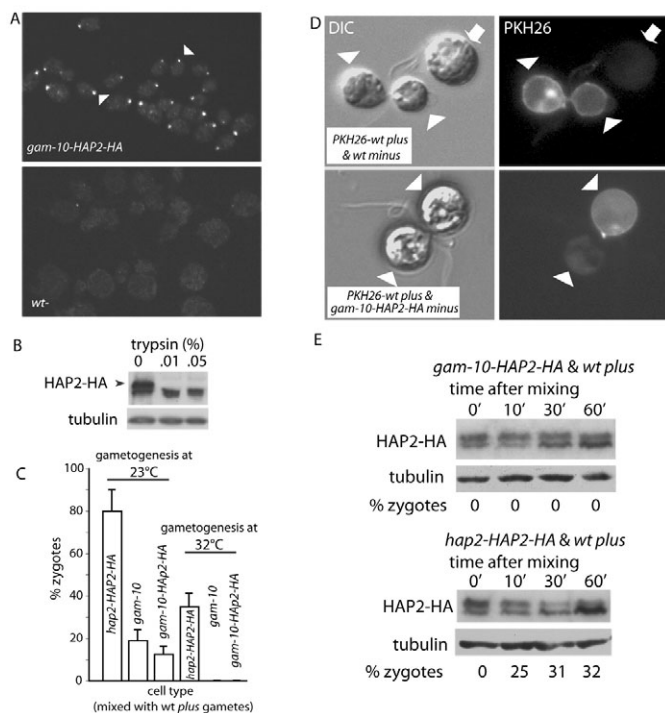 A
gam-10-HAP2-HA
wt-
B
trypsin (%)
0 .01 .05
HAP2-HA
tubulin
C
gametogenesis at
23°C
gametogenesis at
32°C
100
80
60
40
20
0
% zygotes
hap2-HAP2-HA
gam-10
gam-10-HAp2-HA
hap2-HAP2-HA
gam-10
gam-10-HAp2-HA
cell type
(mixed with wt plus gametes)
D
DIC
PKH26
PKH26-wt plus
& wt minus
PKH26-wt plus &
gam-10-HAP2-HA minus
E
gam-10-HAP2-HA & wt plus
time after mixing
0′ 10′ 30′ 60′
HAP2-HA
tubulin
% zygotes 0 0 0 0
hap2-HAP2-HA & wt plus
time after mixing
0′ 10′ 30′ 60′
HAP2-HA
tubulin
% zygotes 0 25 31 32